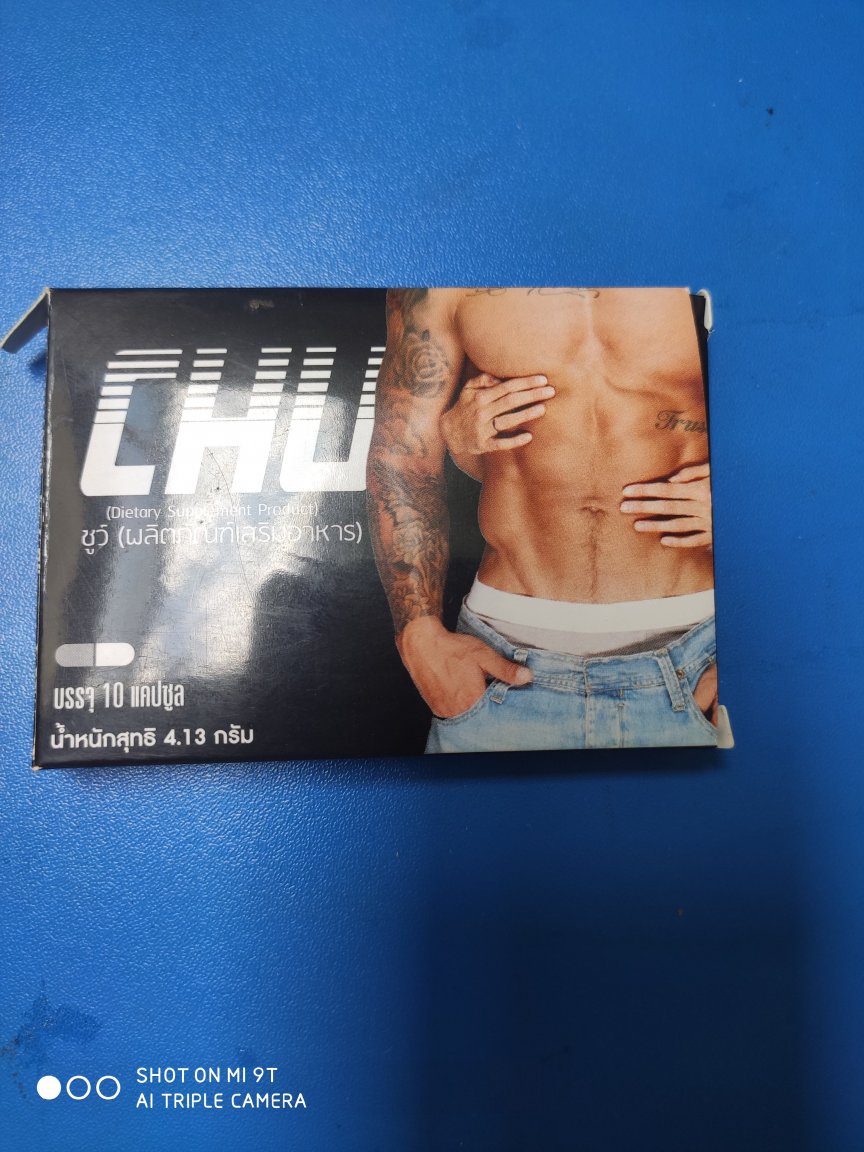 CHU
(Dietary Supplement Product)
ชูว์ (ผลิตภัณฑ์เสริมอาหาร)
บรรจุ 10 แคปซูล
น้ำหนักสุทธิ 4.13 กรัม
SHOT ON MI 9T
AI TRIPLE CAMERA